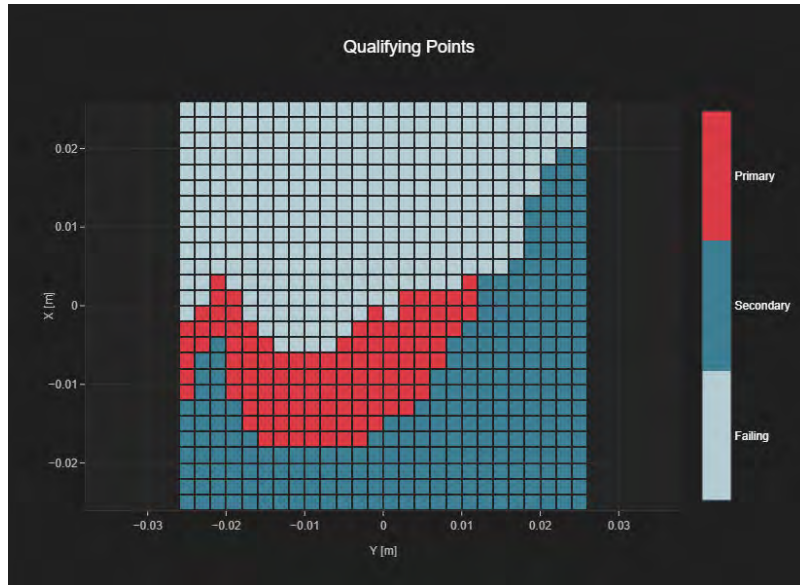 Qualifying Points
Primary
Secondary
Failing
0.02
0.01
0
−0.01
−0.02
X [m]
−0.03
−0.02
−0.01
0
0.01
0.02
0.03
Y [m]